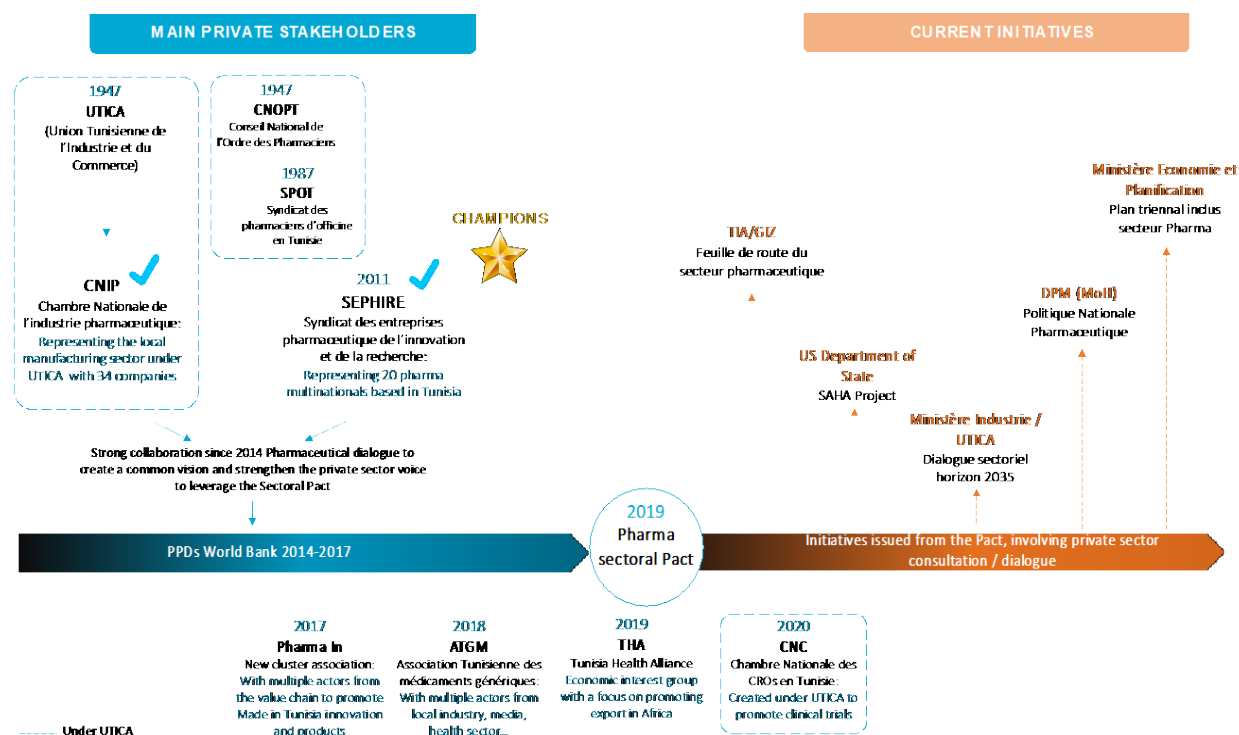 MAIN PRIVATE STAKEHOLDERS
CURRENT INITIATIVES
1947
UTICA
(Union Tunisienne de
l'Industrie et du
Commerce)
CNIP
Chambre Nationale de
l'industrie pharmaceutique:
Representing the local
manufacturing sector under
UTICA with 34 companies
1947
CNOPT
Conseil National de
l'Ordre des Pharmaciens
1987
SPOT
Syndicat des
pharmaciens d'officine
en Tunisie
CHAMPIONS
2011
SEPHIRE
Syndicat des entreprises
pharmaceutique de l'innovation
et de la recherche:
Representing 20 pharma
multinationals based in Tunisia
Strong collaboration since 2014 Pharmaceutical dialogue to
create a common vision and strengthen the private sector voice
to leverage the Sectoral Pact
TIA/GIZ
Feuille de route du
secteur pharmaceutique
US Department of
State
SAHA Project
Ministère Industrie /
UTICA
Dialogue sectoriel
horizon 2035
DPM (MoH)
Politique Nationale
Pharmaceutique
Ministère Economie et
Planification
Plan triennal inclus
secteur Pharma
PPDs World Bank 2014-2017
2019
Pharma
sectoral Pact
Initiatives issued from the Pact, involving private sector
consultation / dialogue
2017
Pharma In
New cluster association:
With multiple actors from
the value chain to promote
Made in Tunisia innovation
and products
2018
ATGM
Association Tunisienne des
médicaments génériques:
With multiple actors from
local industry, media,
health sector...
2019
THA
Tunisia Health Alliance
Economic interest group
with a focus on promoting
export in Africa
2020
CNC
Chambre Nationale des
CROs en Tunisie:
Created under UTICA to
promote clinical trials
Under UTICA